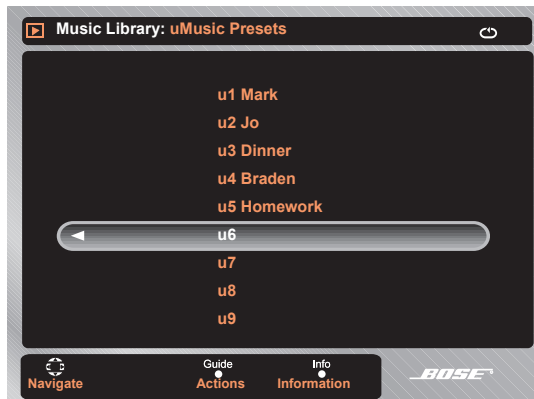 Music Library: uMusic Presets
u1 Mark
u2 Jo
u3 Dinner
u4 Braden
u5 Homework
u6
u7
u8
u9
Navigate
Guide
Actions
Info
Information
BOSE